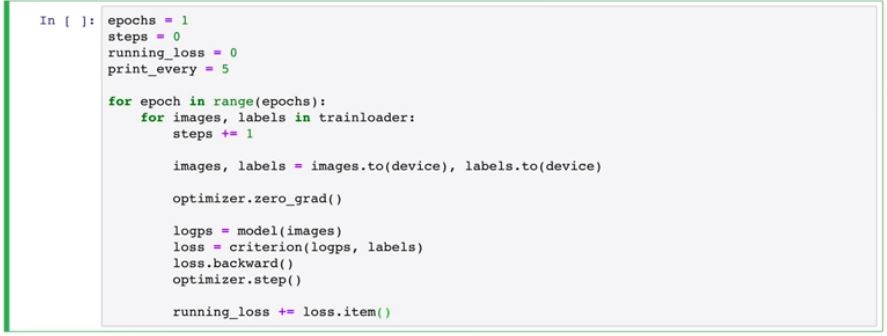 In [ ]: epochs = 1
steps = 0
running_loss = 0
print_every = 5
for epoch in range(epochs):
    for images, labels in trainloader:
        steps += 1
        images, labels = images.to(device), labels.to(device)
        optimizer.zero_grad()
        logps = model(images)
        loss = criterion(logps, labels)
        loss.backward()
        optimizer.step()
        running_loss += loss.item()